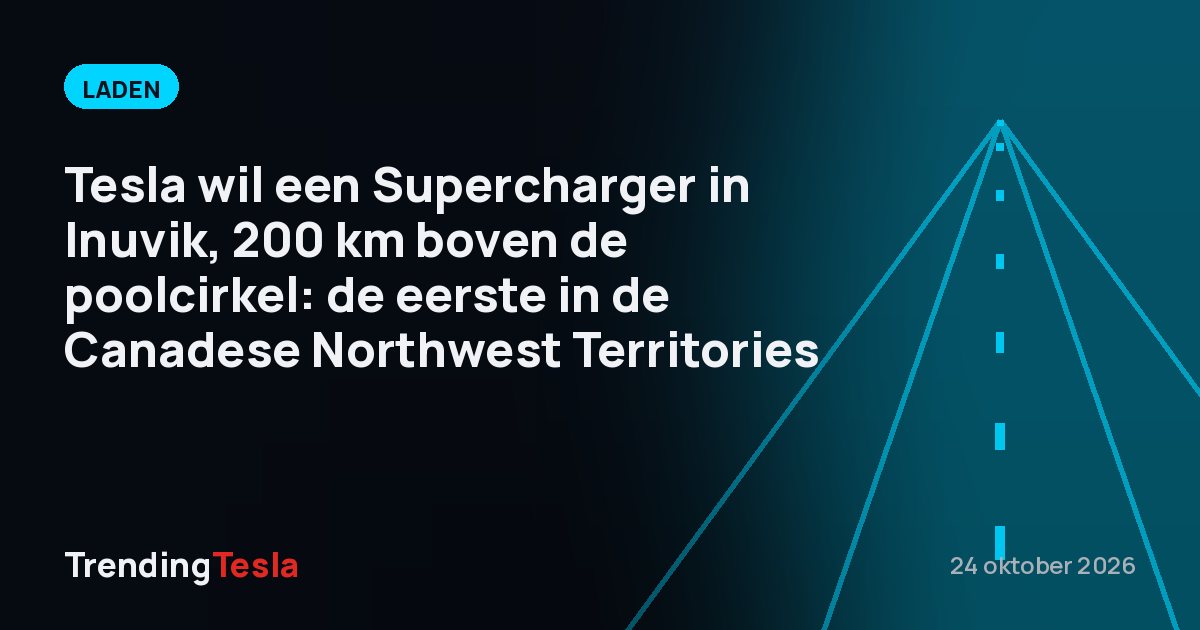 LADEN
Tesla wil een Supercharger in
Inuvik, 200 km boven de
poolcirkel: de eerste in de
Canadese Northwest Territories
TrendingTesla
24 oktober 2026